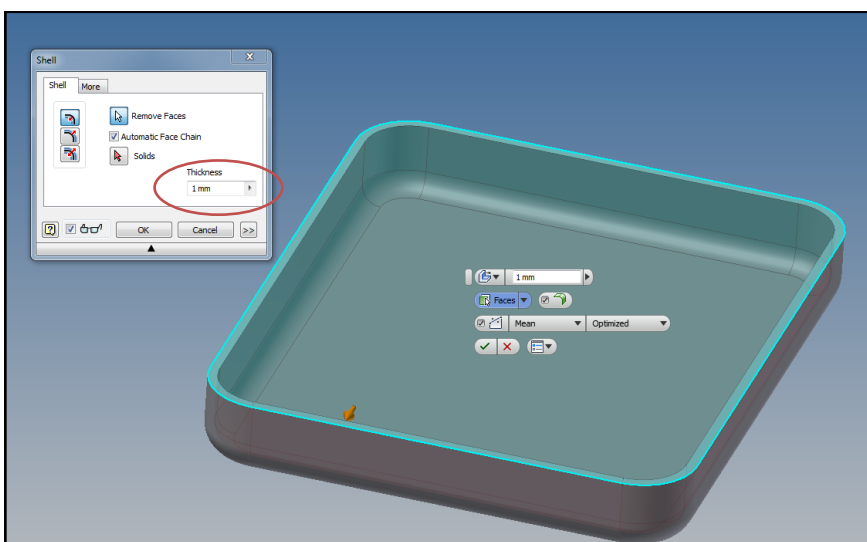 Shell
Shell More
Remove Faces
Automatic Face Chain
Solids
Thickness
1 mm
OK Cancel >>
1 mm
Faces
Mean Optimized